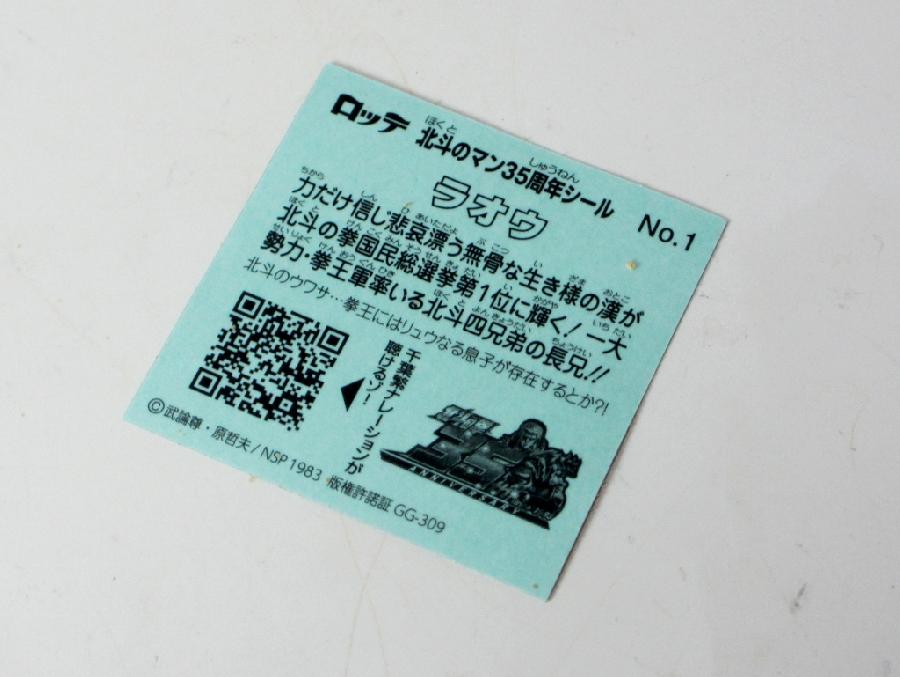 ロッテ 北斗のマン35周年シール No.1
ラオウ
力だけ信し悲哀漂う無骨な生き様の漢が
北斗の拳国民総選挙第1位に輝く!一大
勢力・拳王軍率いる北斗四兄弟の長兄!!
北斗のウワサ…拳王にはリュウなる息子が存在するとか?!
千葉繁ナレーションが
聴けるゾ!
ANNIVERSARY
©武論尊・原哲夫/NSP 1983 版権許諾証 GG-309